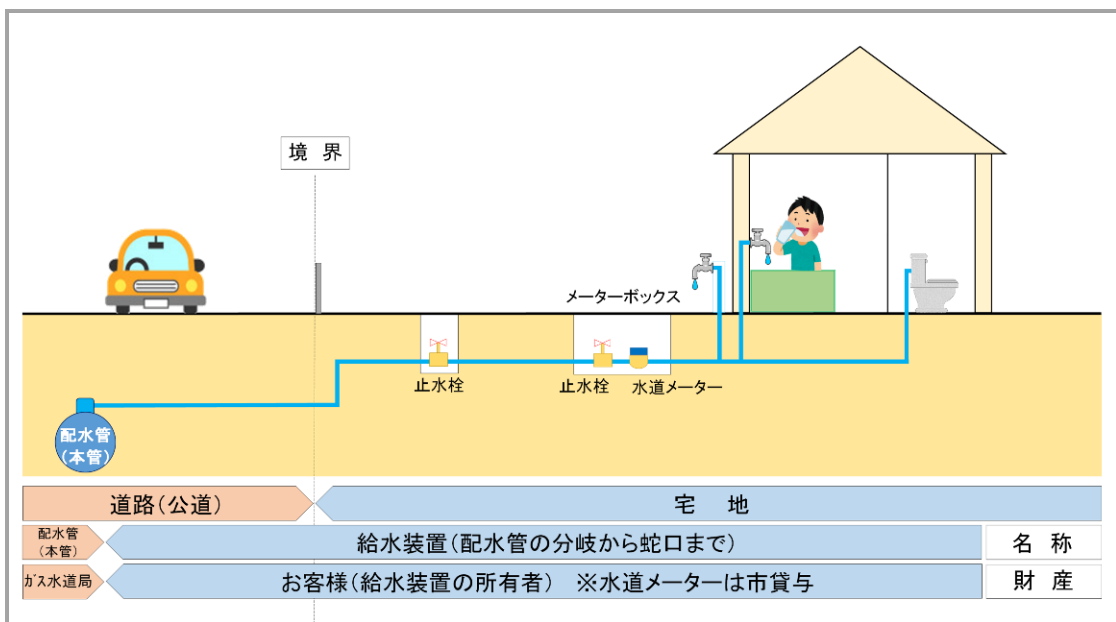 境 界
メーターボックス
止水栓
止水栓
水道メーター
配水管
(本管)
道路(公道)
宅 地
配水管
(本管)
給水装置(配水管の分岐から蛇口まで)
名 称
ガス水道局
お客様(給水装置の所有者) ※水道メーターは市貸与
財 産